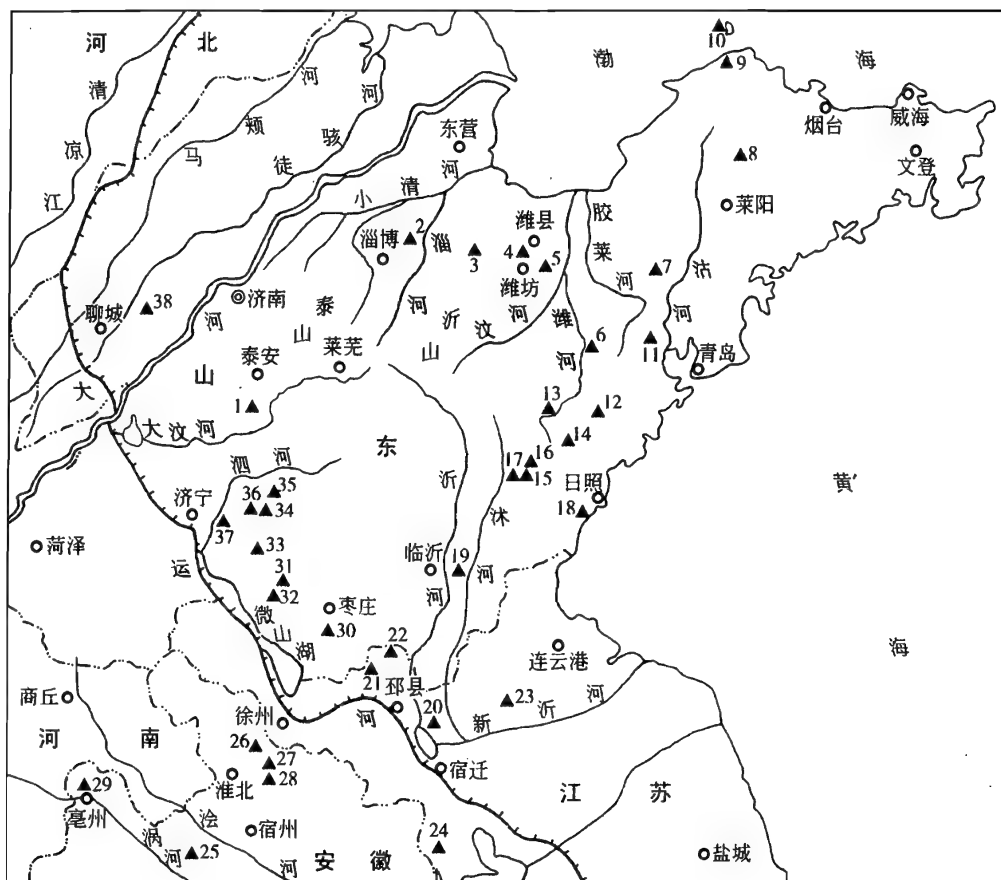 河 北
渤 海
清凉江
马颊河
徒骇河
10
9
烟台
威海
文登
东营
8
莱阳
小清河
胶莱河
潍县
淄博
2
淄河
3
4
5
潍坊
7
沽河
济南
泰山
沂山
汶河
潍河
聊城
38
河
山
泰安
莱芜
6
11
青岛
大
1
大汶河
东
13
12
14
泗河
沂河
沭河
16
17
15
日照
18
黄
海
济宁
36
35
34
37
33
菏泽
临沂
19
运
31
32
微山湖
枣庄
30
22
21
连云港
邳县
20
23
新沂河
商丘
徐州
河
河 南
26
27
28
淮北
宿迁
29
亳州
江 苏
宿州
涡河
浍河
25
安徽
24
盐城